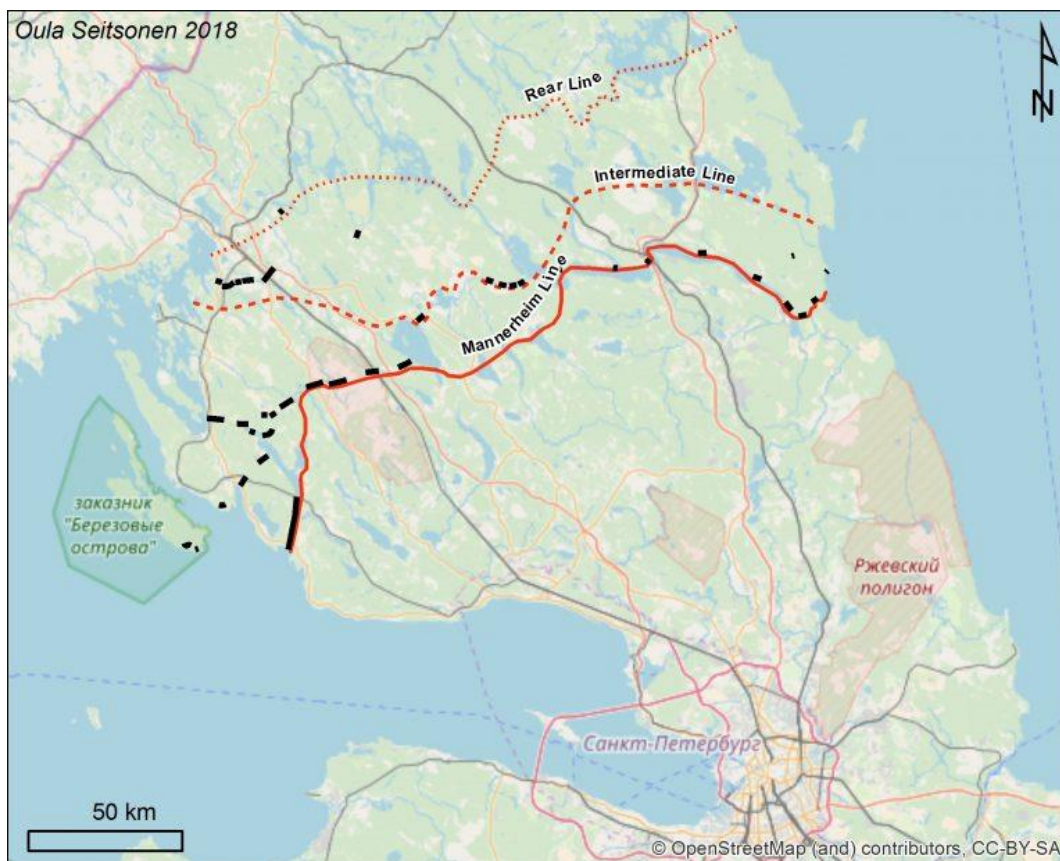 Oula Seitsonen 2018
Rear Line
N
Intermediate Line
Mannerheim Line
заказник
"Березовые
острова"
Ржевский
полигон
Санкт-Петербург
50 km
© OpenStreetMap (and) contributors, CC-BY-SA